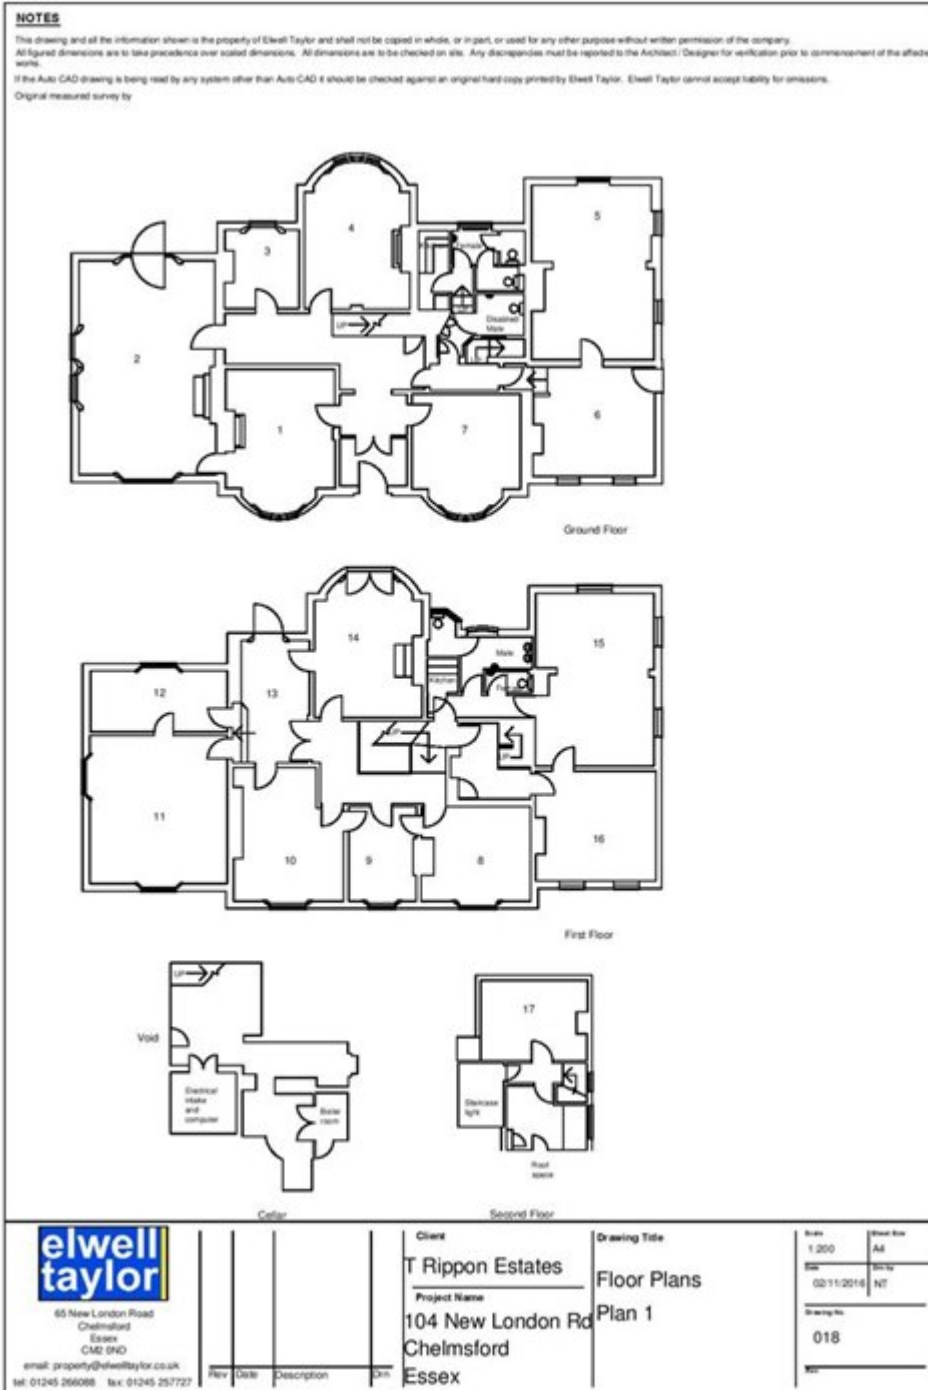 NOTES
This drawing and all the information shown is the property of Elwell Taylor and shall not be copied in whole, or in part, or used for any other purpose without written permission of the company.
All figured dimensions are to take precedence over scaled dimensions. All dimensions are to be checked on site. Any discrepancies must be reported to the Architect / Designer for verification prior to commencement of the affecte
works.
If the Auto CAD drawing is being read by any system other than Auto CAD it should be checked against an original hard copy printed by Elwell Taylor. Elwell Taylor cannot accept liability for omissions.
Original measured survey by
5
4
3
Female
UP
Disabled
Male
2
6
1
7
Ground Floor
14
15
Male
12
13
Kitchen
UP
UP
11
16
10
9
8
First Floor
UP
17
Void
Electrical
intake
and
computer
Boiler
room
Staircase
light
Roof
space
Cellar
Second Floor
elwell
taylor
65 New London Road
Chelmsford
Essex
CM2 0ND
email: property@elwelltaylor.co.uk
tel: 01245 266088 fax: 01245 257727
Rev Date Description Drn
Client
T Rippon Estates
Project Name
104 New London Rd
Chelmsford
Essex
Drawing Title
Floor Plans
Plan 1
Scale
1:200
Sheet Size
A4
Date
02/11/2016
Drn by
NT
Drawing No.
018
Rev